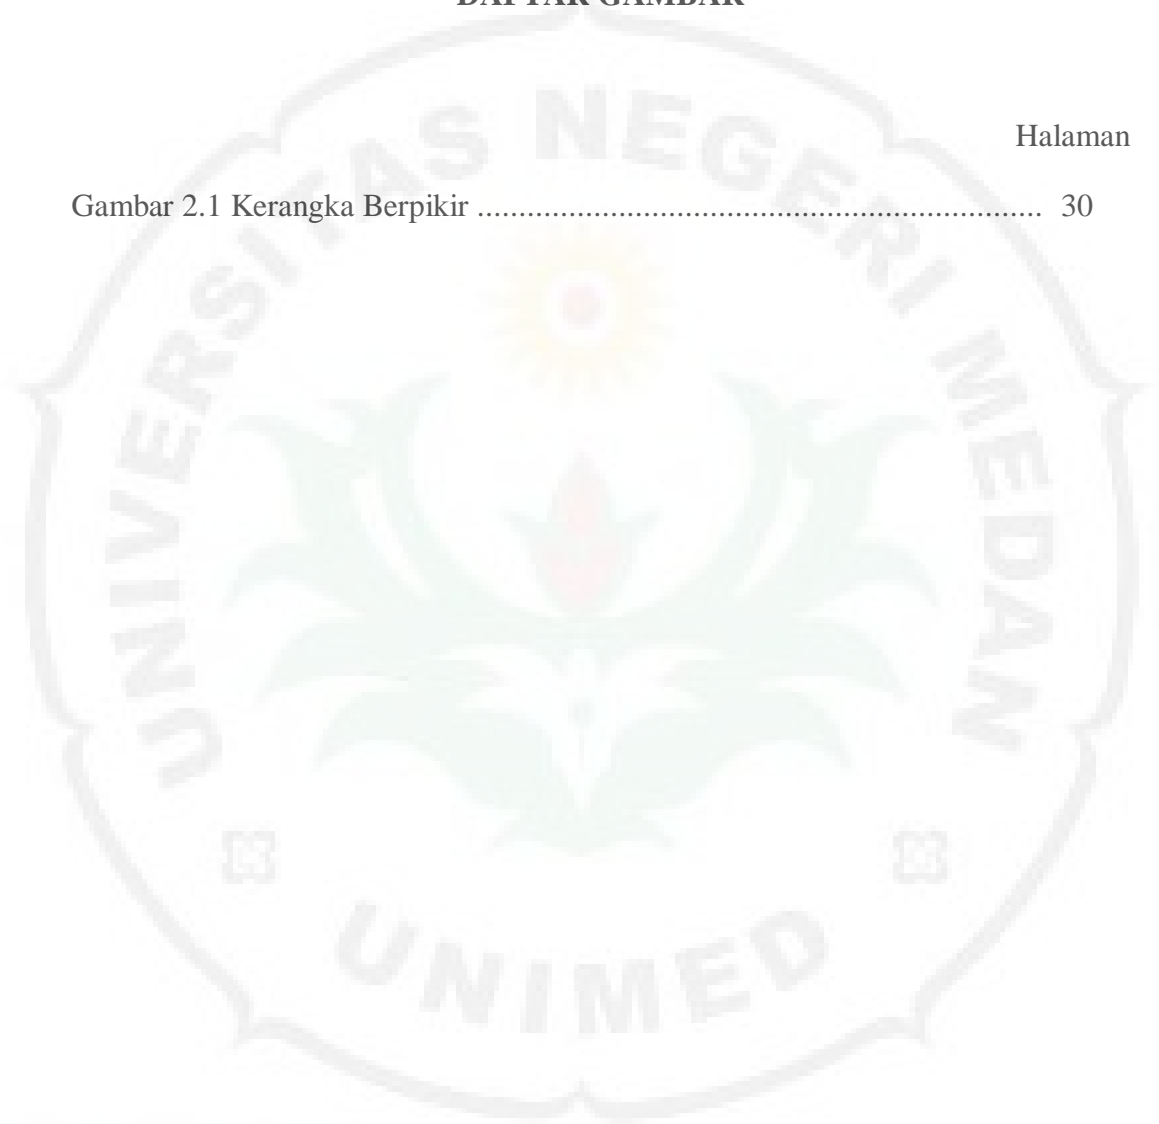 DAFTAR GAMBAR
Halaman
Gambar 2.1 Kerangka Berpikir .................................................................... 30
UNIVERSITAS NEGERI MEDAN
UNIMED